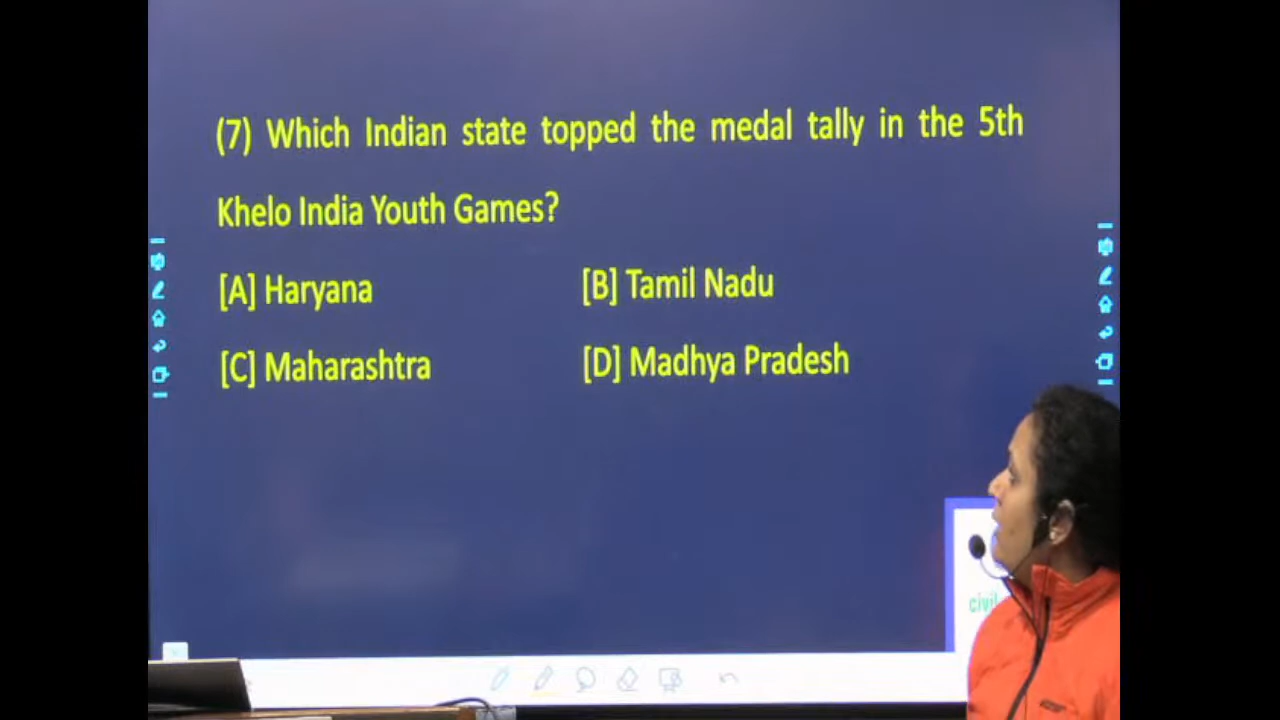 (7) Which Indian state topped the medal tally in the 5th
Khelo India Youth Games?
[A] Haryana [B] Tamil Nadu
[C] Maharashtra [D] Madhya Pradesh
civil